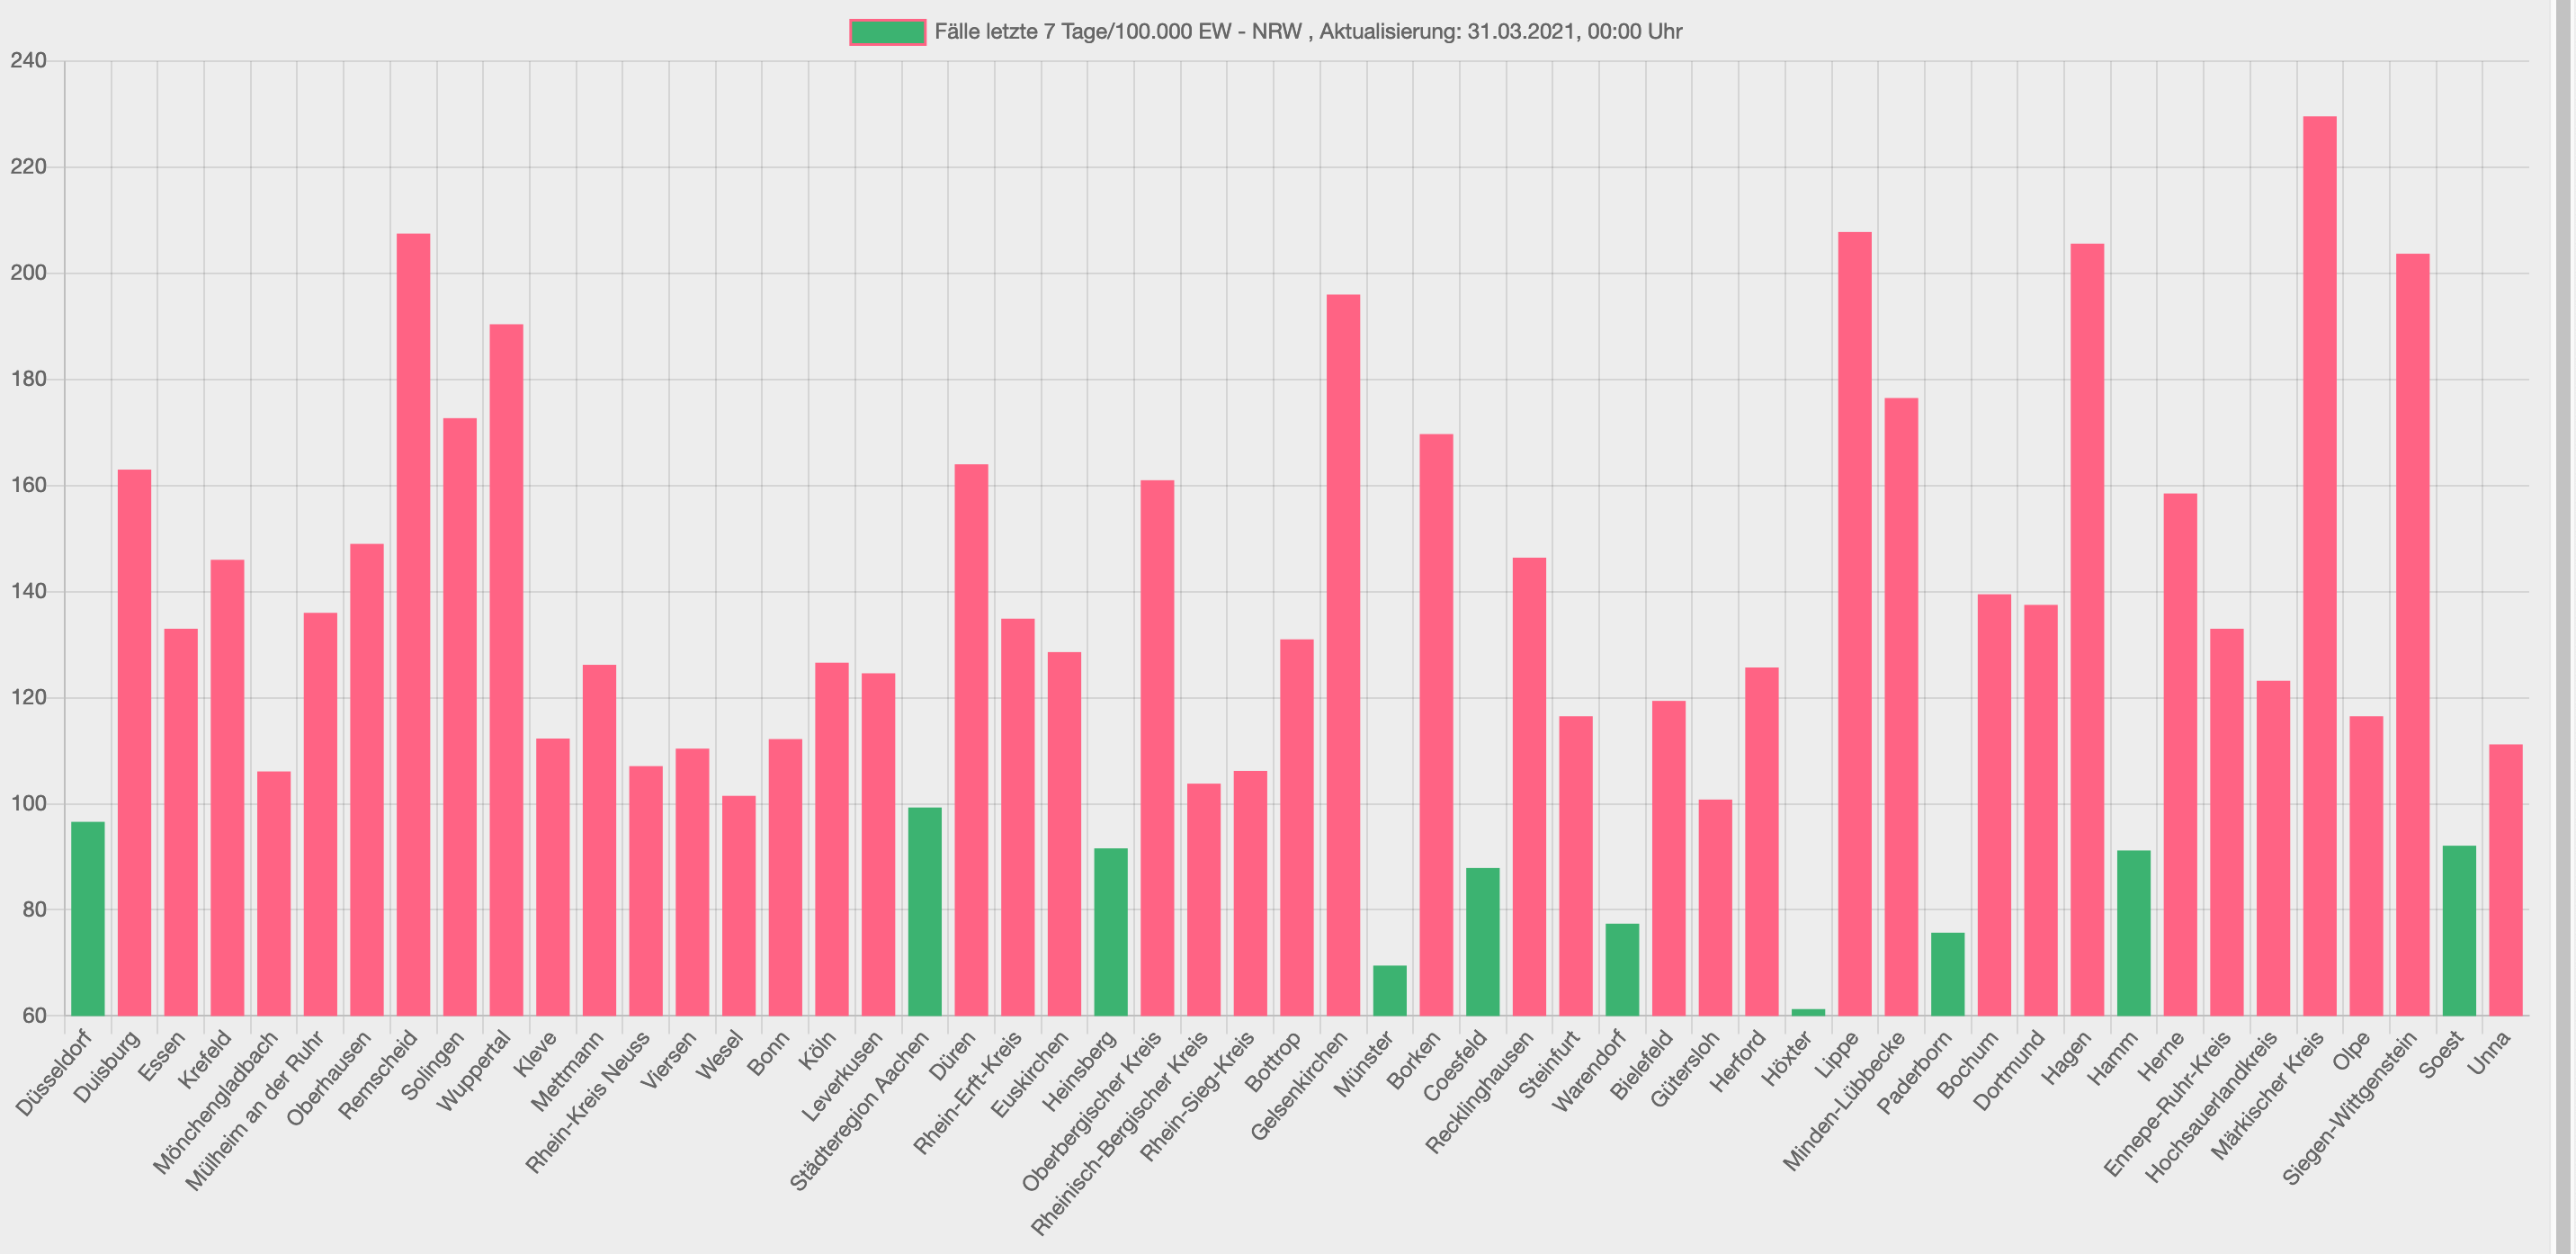 Fälle letzte 7 Tage/100.000 EW - NRW , Aktualisierung: 31.03.2021, 00:00 Uhr
240
220
200
180
160
140
120
100
80
60
Düsseldorf
Duisburg
Essen
Krefeld
Mönchengladbach
Mülheim an der Ruhr
Oberhausen
Remscheid
Solingen
Wuppertal
Kleve
Mettmann
Rhein-Kreis Neuss
Viersen
Wesel
Bonn
Köln
Leverkusen
Städteregion Aachen
Düren
Rhein-Erft-Kreis
Euskirchen
Heinsberg
Oberbergischer Kreis
Rheinisch-Bergischer Kreis
Rhein-Sieg-Kreis
Bottrop
Gelsenkirchen
Münster
Borken
Coesfeld
Recklinghausen
Steinfurt
Warendorf
Bielefeld
Gütersloh
Herford
Höxter
Lippe
Minden-Lübbecke
Paderborn
Bochum
Dortmund
Hagen
Hamm
Herne
Ennepe-Ruhr-Kreis
Hochsauerlandkreis
Märkischer Kreis
Olpe
Siegen-Wittgenstein
Soest
Unna